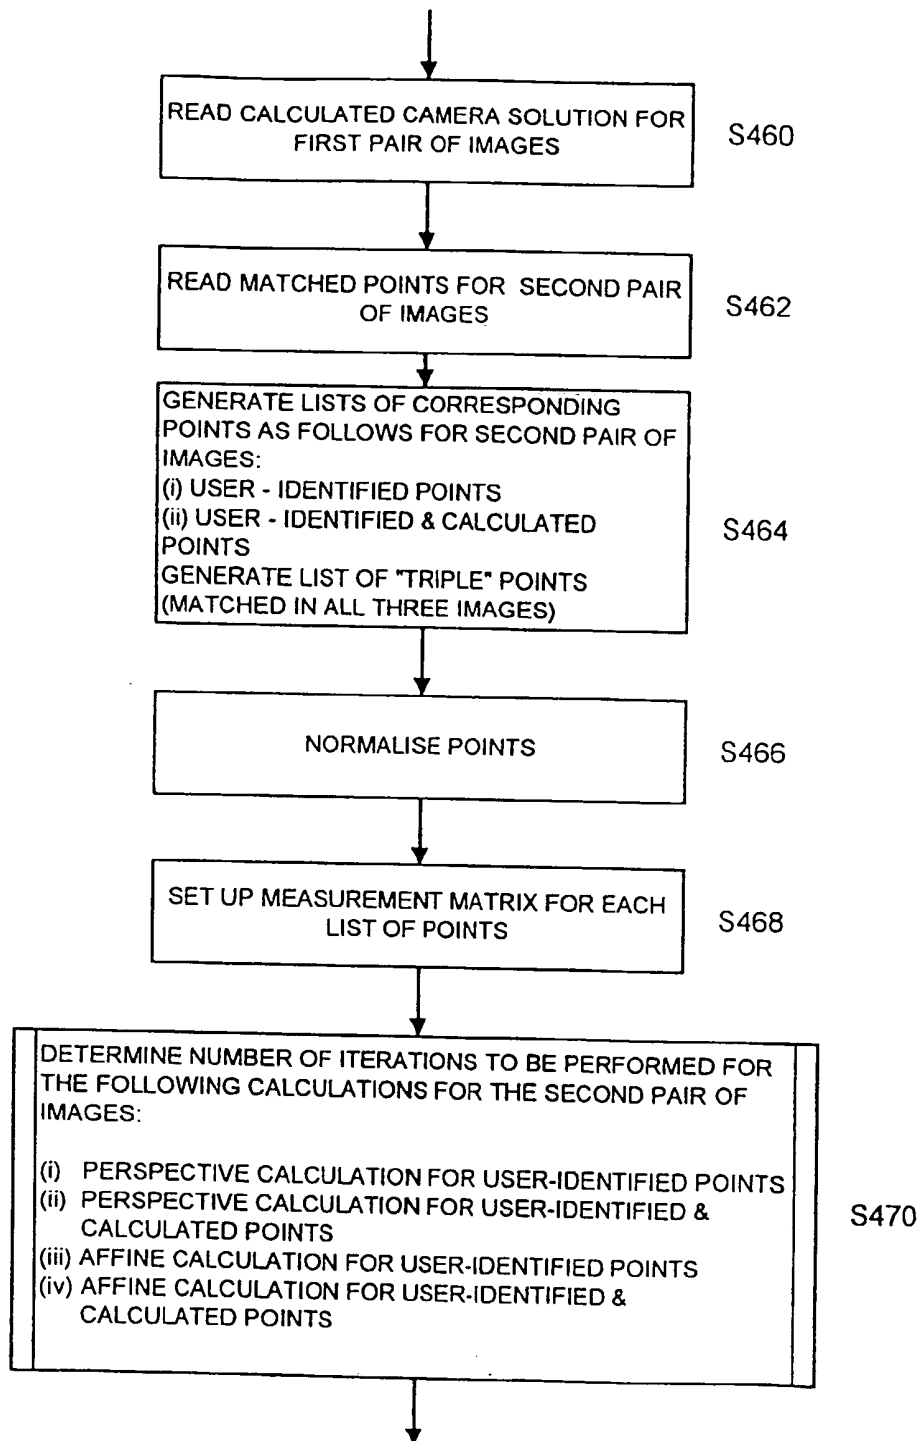 READ CALCULATED CAMERA SOLUTION FOR
FIRST PAIR OF IMAGES
S460
READ MATCHED POINTS FOR SECOND PAIR
OF IMAGES
S462
GENERATE LISTS OF CORRESPONDING
POINTS AS FOLLOWS FOR SECOND PAIR OF
IMAGES:
(i) USER - IDENTIFIED POINTS
(ii) USER - IDENTIFIED & CALCULATED
POINTS
GENERATE LIST OF "TRIPLE" POINTS
(MATCHED IN ALL THREE IMAGES)
S464
NORMALISE POINTS
S466
SET UP MEASUREMENT MATRIX FOR EACH
LIST OF POINTS
S468
DETERMINE NUMBER OF ITERATIONS TO BE PERFORMED FOR
THE FOLLOWING CALCULATIONS FOR THE SECOND PAIR OF
IMAGES:
(i) PERSPECTIVE CALCULATION FOR USER-IDENTIFIED POINTS
(ii) PERSPECTIVE CALCULATION FOR USER-IDENTIFIED &
CALCULATED POINTS
(iii) AFFINE CALCULATION FOR USER-IDENTIFIED POINTS
(iv) AFFINE CALCULATION FOR USER-IDENTIFIED &
CALCULATED POINTS
S470